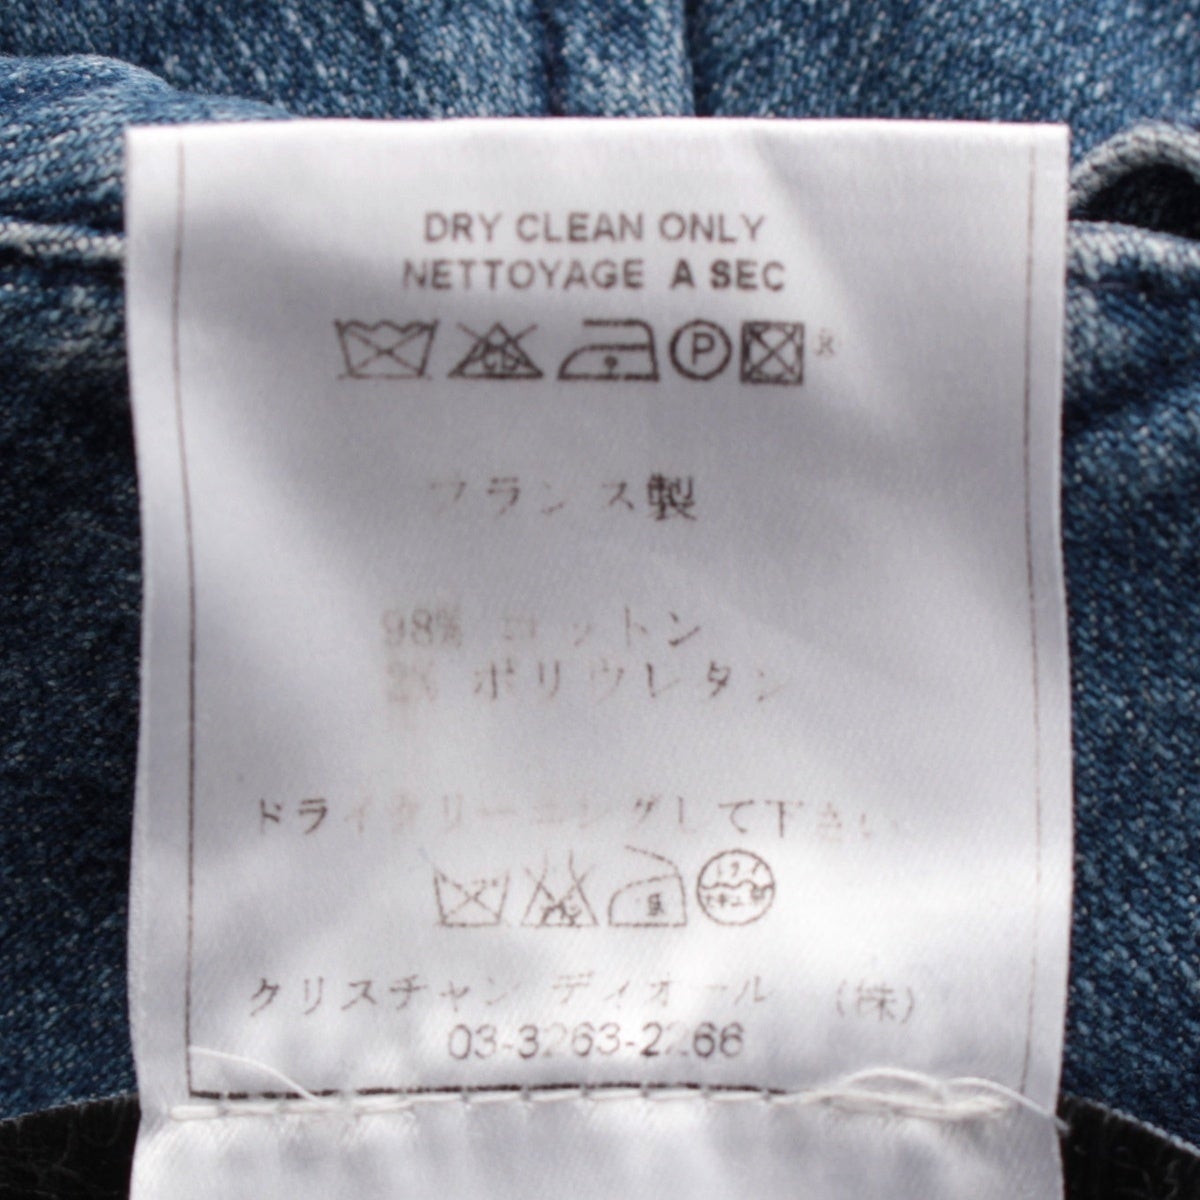 DRY CLEAN ONLY
NETTOYAGE A SEC
CL P ®
フランス製
98% コットン
2% ポリウレタン
ドライクリーニングして下さい
クリスチャン ディオール (株)
03-3263-2266